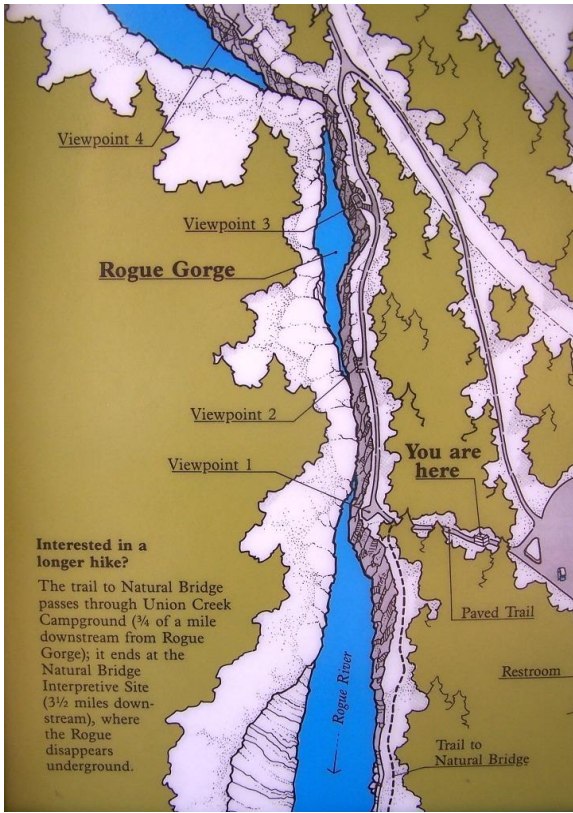 Viewpoint 4
Viewpoint 3
Rogue Gorge
Viewpoint 2
Viewpoint 1
You are
here
Interested in a
longer hike?
The trail to Natural Bridge
passes through Union Creek
Campground (¾ of a mile
downstream from Rogue
Gorge); it ends at the
Natural Bridge
Interpretive Site
(3½ miles down-
stream), where
the Rogue
disappears
underground.
Paved Trail
Restroom
Rogue River
Trail to
Natural Bridge